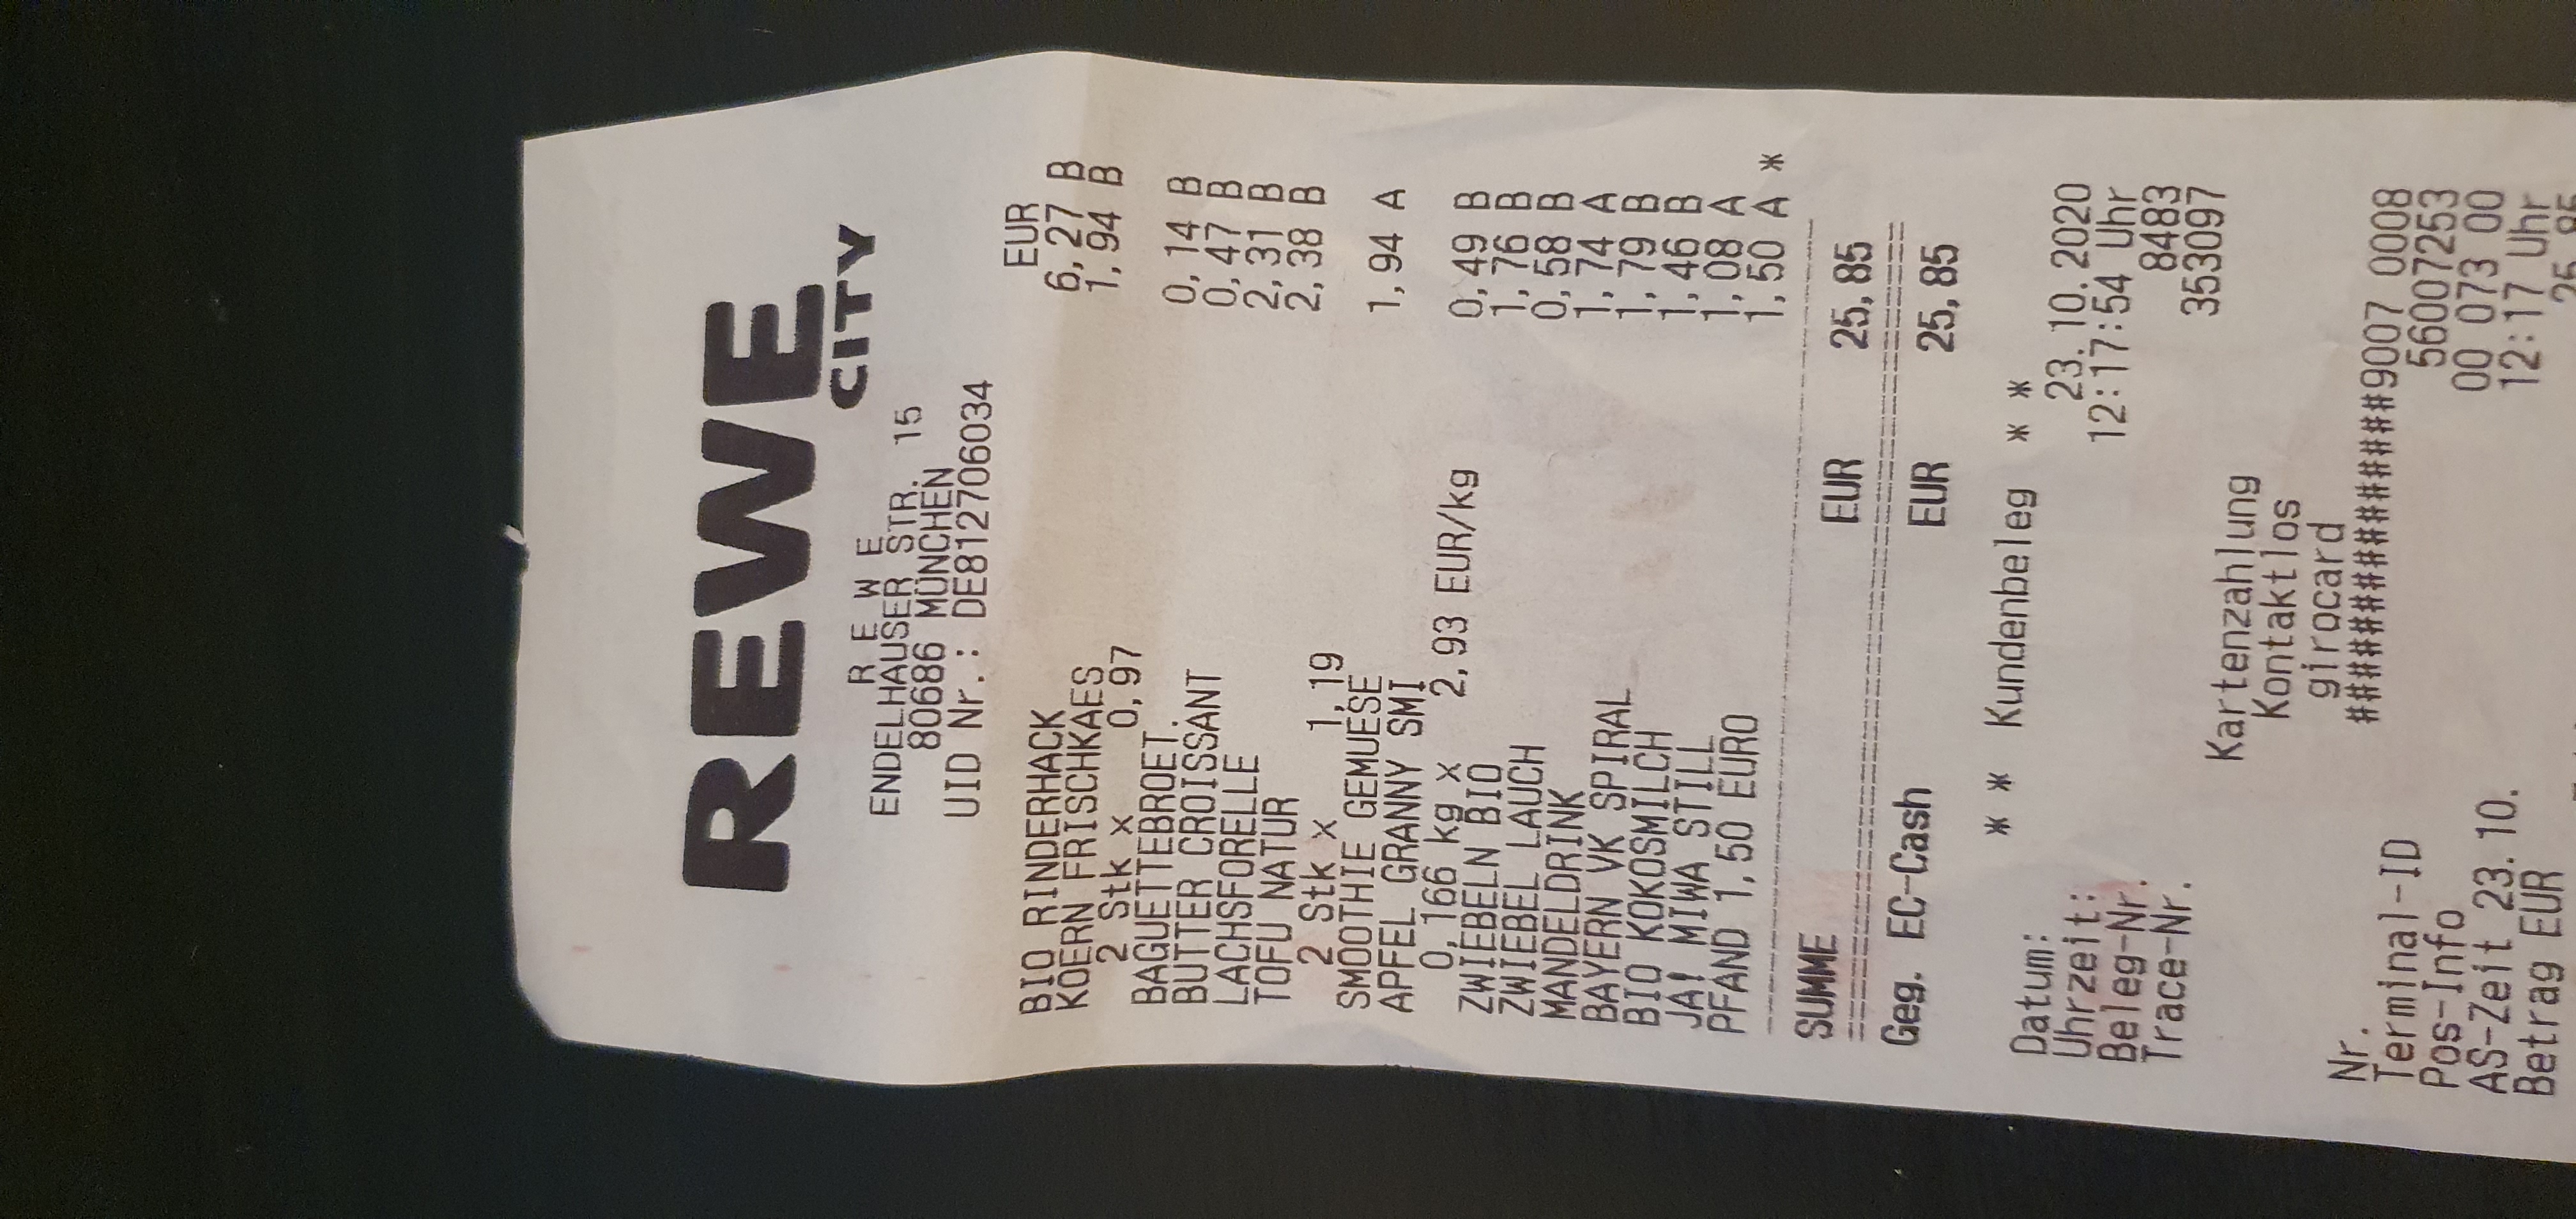 REWE
CITY
R E W E
ENDELHAUSER STR. 15
80686 MÜNCHEN
UID Nr.: DE812706034
EUR
BIO RINDERHACK 6,27 B
KOERN FRISCHKAES 1,94 B
2 Stk x 0,97
BAGUETTEBROET. 0,14 B
BUTTER CROISSANT 0,47 B
LACHSFORELLE 2,31 B
TOFU NATUR 2,38 B
2 Stk x 1,19
SMOOTHIE GEMUESE 1,94 A
APFEL GRANNY SMI
0,166 kg x 2,93 EUR/kg 0,49 B
ZWIEBELN BIO 1,76 B
ZWIEBEL LAUCH 0,58 B
MANDELDRINK 1,74 A
BAYERN VK SPIRAL 1,79 B
BIO KOKOSMILCH 1,46 B
JA! MIWA STILL 1,08 A
PFAND 1,50 EURO 1,50 A *
SUMME EUR 25,85
Geg. EC-Cash EUR 25,85
* * Kundenbeleg * *
Datum: 23.10.2020
Uhrzeit: 12:17:54 Uhr
Beleg-Nr. 8483
Trace-Nr. 353097
Kartenzahlung
Kontaktlos
girocard
Nr. ###############9007 0008
Terminal-ID 56007253
Pos-Info 00 073 00
AS-Zeit 23.10. 12:17 Uhr
Betrag EUR 25,85